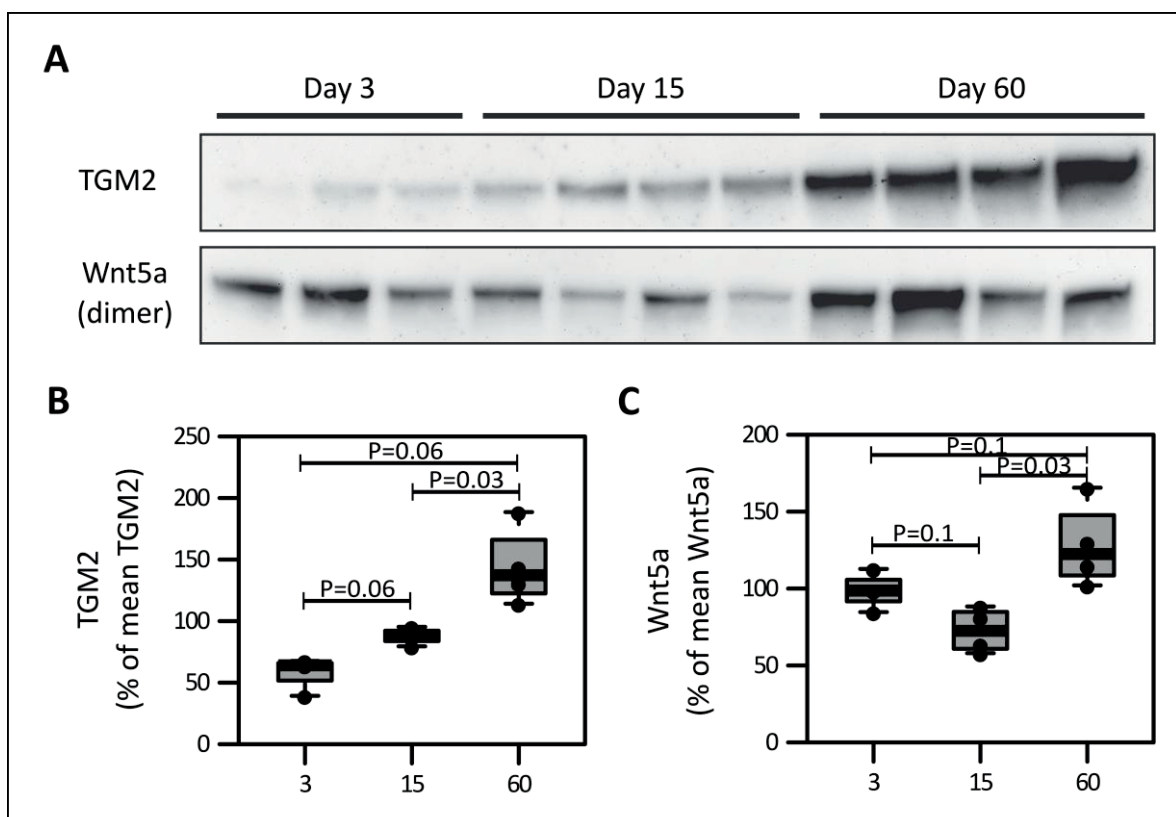 A
Day 3 Day 15 Day 60
TGM2
Wnt5a
(dimer)
B
TGM2
(% of mean TGM2)
250
200
150
100
50
0
P=0.06
P=0.03
P=0.06
3 15 60
C
Wnt5a
(% of mean Wnt5a)
200
150
100
50
0
P=0.1
P=0.03
P=0.1
3 15 60